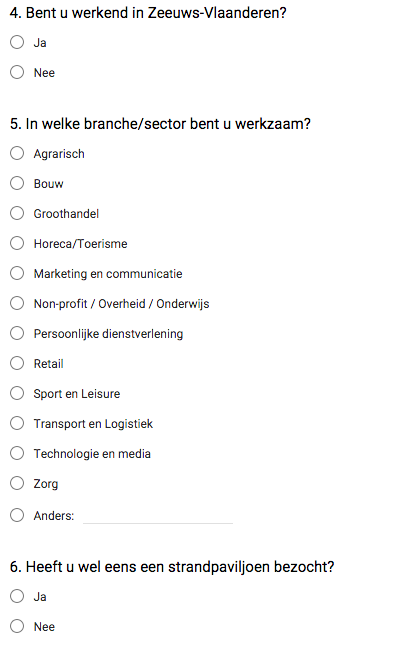 4. Bent u werkend in Zeeuws-Vlaanderen?
Ja
Nee
5. In welke branche/sector bent u werkzaam?
Agrarisch
Bouw
Groothandel
Horeca/Toerisme
Marketing en communicatie
Non-profit / Overheid / Onderwijs
Persoonlijke dienstverlening
Retail
Sport en Leisure
Transport en Logistiek
Technologie en media
Zorg
Anders:
6. Heeft u wel eens een strandpaviljoen bezocht?
Ja
Nee